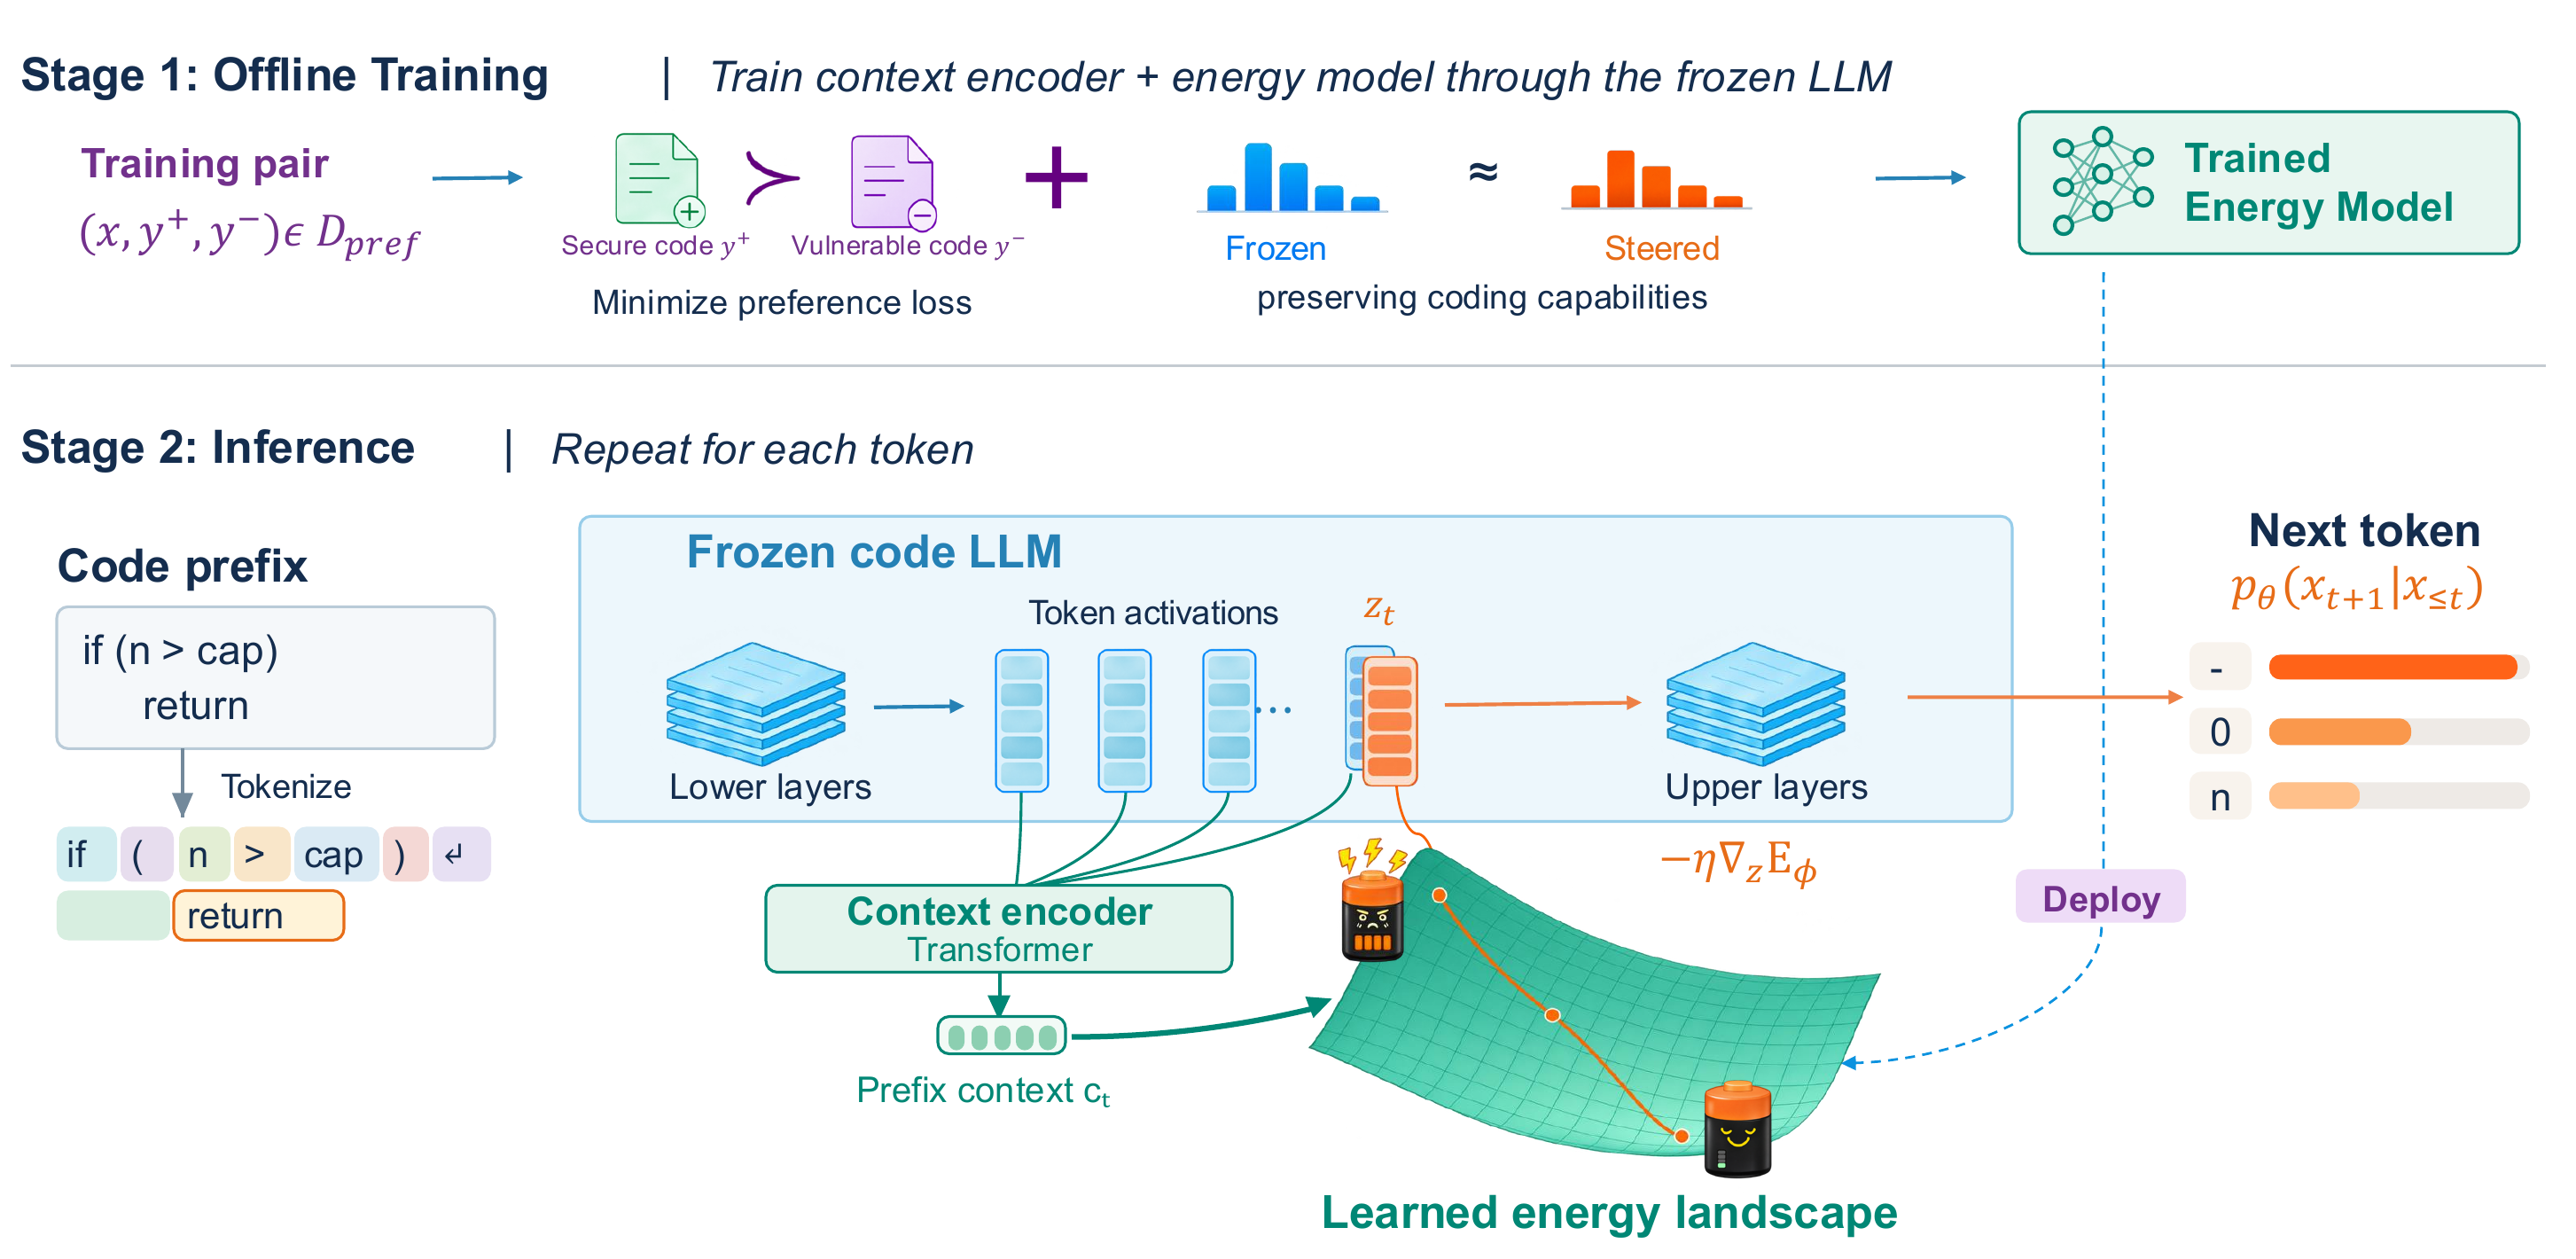 Stage 1: Offline Training | Train context encoder + energy model through the frozen LLM
Training pair
(x, y⁺, y⁻)ϵ D_pref
Secure code y⁺
≻
Vulnerable code y⁻
Minimize preference loss
+
Frozen
≈
Steered
preserving coding capabilities
Trained
Energy Model
Stage 2: Inference | Repeat for each token
Code prefix
if (n > cap)
return
Tokenize
if ( n > cap ) ↲
return
Frozen code LLM
Token activations
z_t
...
Lower layers
Upper layers
Context encoder
Transformer
Prefix context c_t
−η∇_z E_ϕ
Learned energy landscape
Deploy
Next token
p_θ(x_{t+1}|x_{≤t})
-
0
n